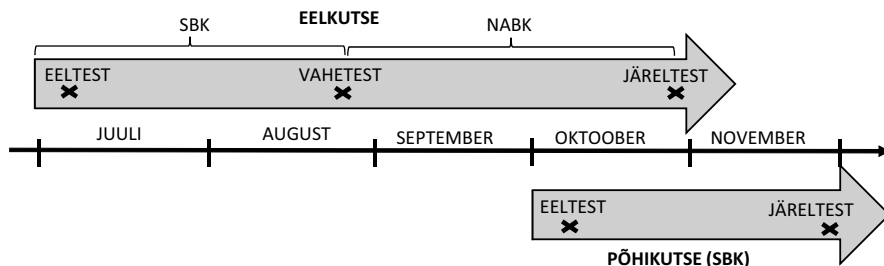 EELKUTSE
SBK
NABK
EELTEST
VAHETEST
JÄRELTEST
JUULI
AUGUST
SEPTEMBER
OKTOOBER
NOVEMBER
EELTEST
JÄRELTEST
PÕHIKUTSE (SBK)